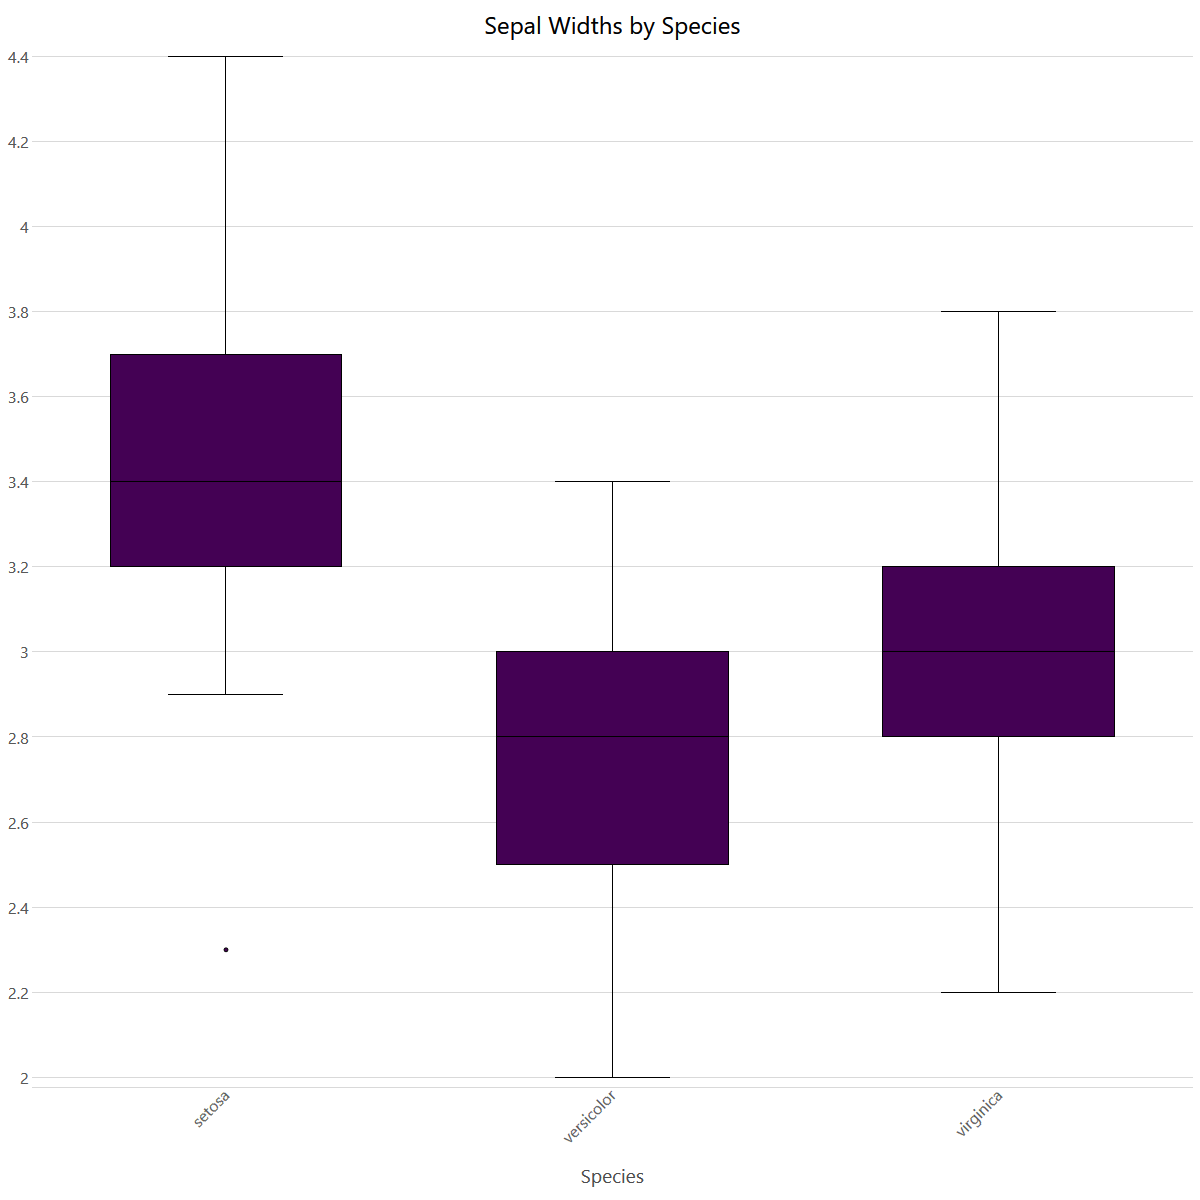 Sepal Widths by Species
4.4
4.2
4
3.8
3.6
3.4
3.2
3
2.8
2.6
2.4
2.2
2
setosa
versicolor
virginica
Species